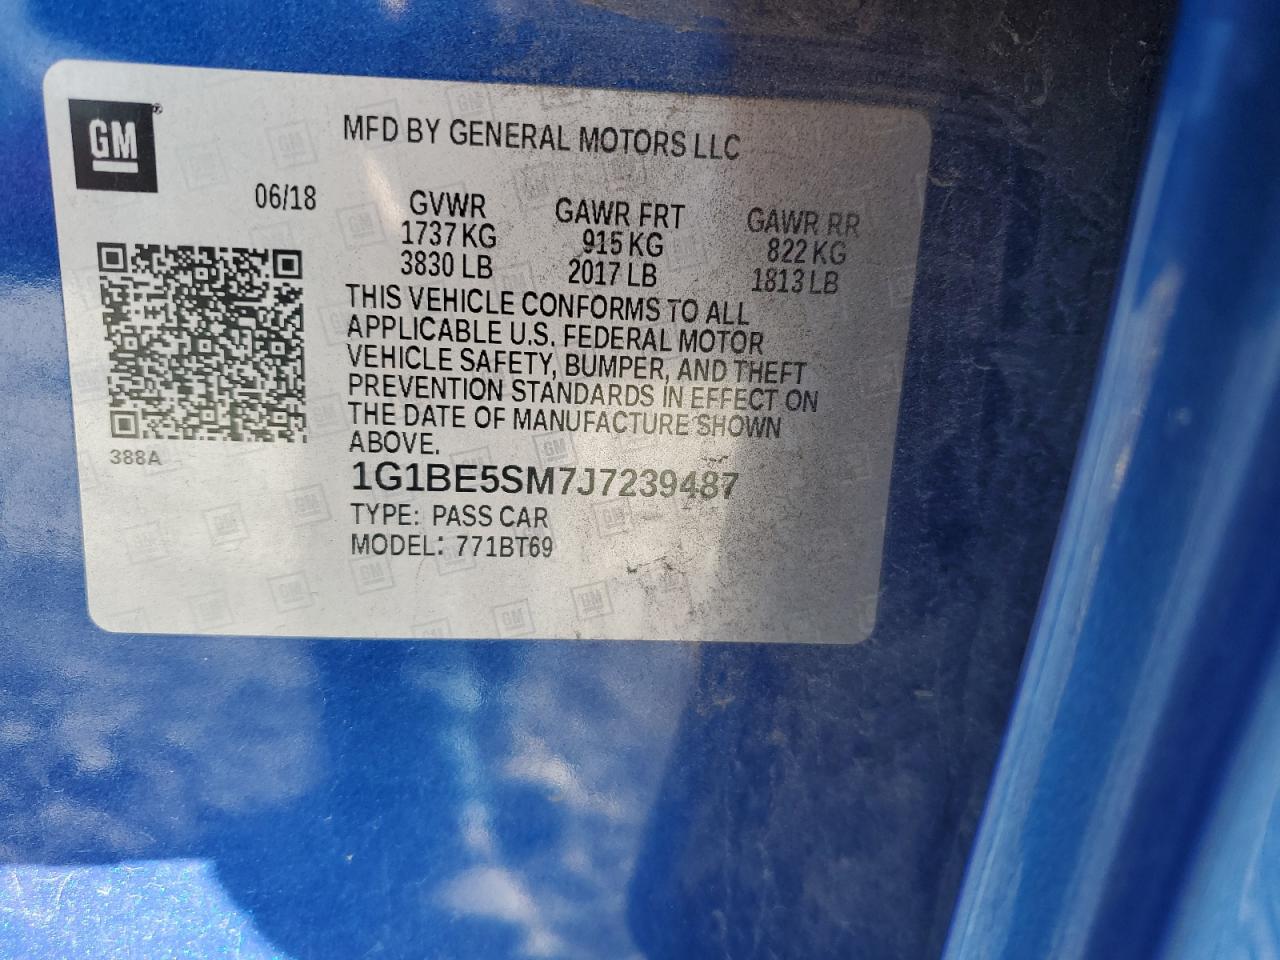 GM®
MFD BY GENERAL MOTORS LLC
06/18
GVWR GAWR FRT GAWR RR
1737 KG 915 KG 822 KG
3830 LB 2017 LB 1813 LB
THIS VEHICLE CONFORMS TO ALL
APPLICABLE U.S. FEDERAL MOTOR
VEHICLE SAFETY, BUMPER, AND THEFT
PREVENTION STANDARDS IN EFFECT ON
THE DATE OF MANUFACTURE SHOWN
ABOVE.
388A
1G1BE5SM7J7239487
TYPE: PASS CAR
MODEL: 771BT69